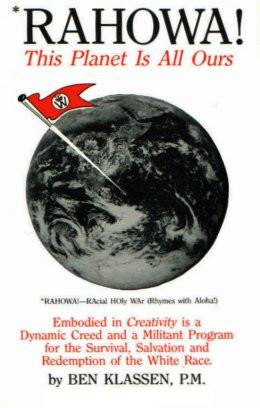 *RAHOWA!
This Planet Is All Ours
W
*RAHOWA!—RAcial HOly WAr (Rhymes with Aloha!)
Embodied in Creativity is a
Dynamic Creed and a Militant Program
for the Survival, Salvation and
Redemption of the White Race.
by BEN KLASSEN, P.M.